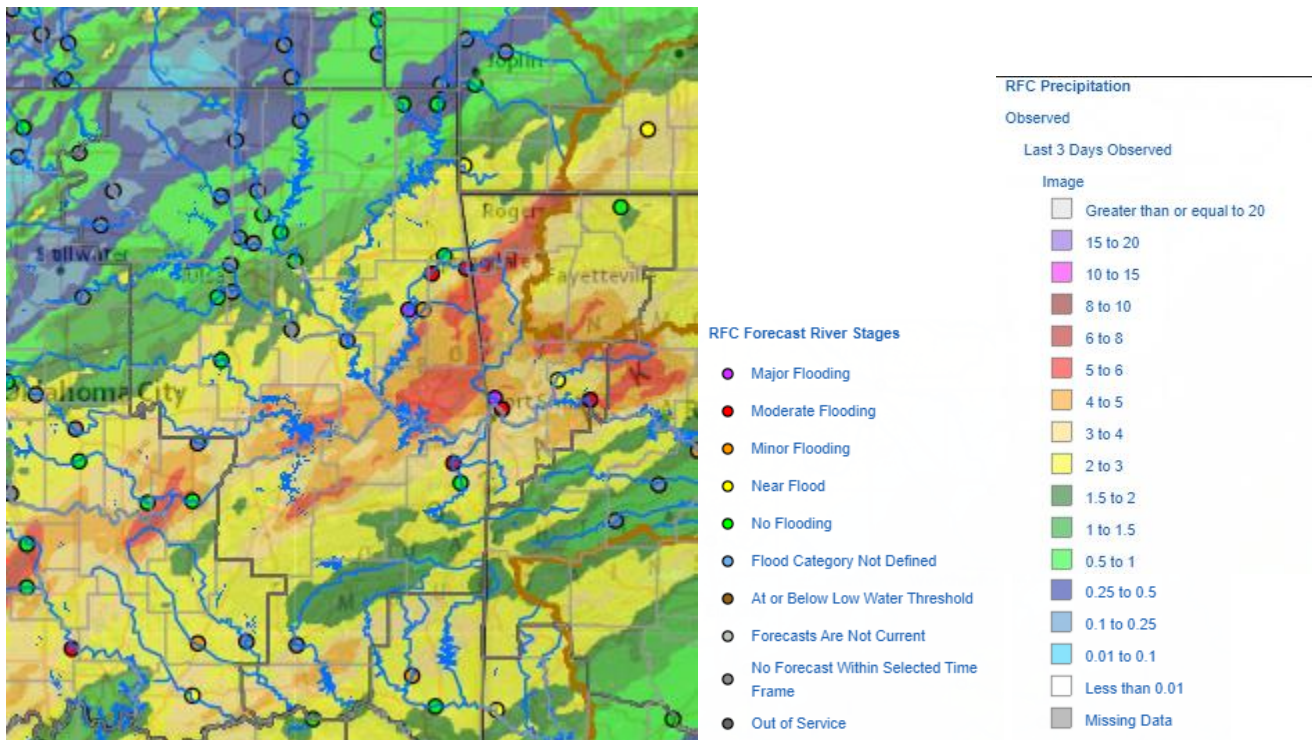 Joplin
Stillwater
Roger
Fayetteville
Oklahoma City
RFC Forecast River Stages
Major Flooding
Moderate Flooding
Minor Flooding
Near Flood
No Flooding
Flood Category Not Defined
At or Below Low Water Threshold
Forecasts Are Not Current
No Forecast Within Selected Time
Frame
Out of Service
RFC Precipitation
Observed
Last 3 Days Observed
Image
Greater than or equal to 20
15 to 20
10 to 15
8 to 10
6 to 8
5 to 6
4 to 5
3 to 4
2 to 3
1.5 to 2
1 to 1.5
0.5 to 1
0.25 to 0.5
0.1 to 0.25
0.01 to 0.1
Less than 0.01
Missing Data